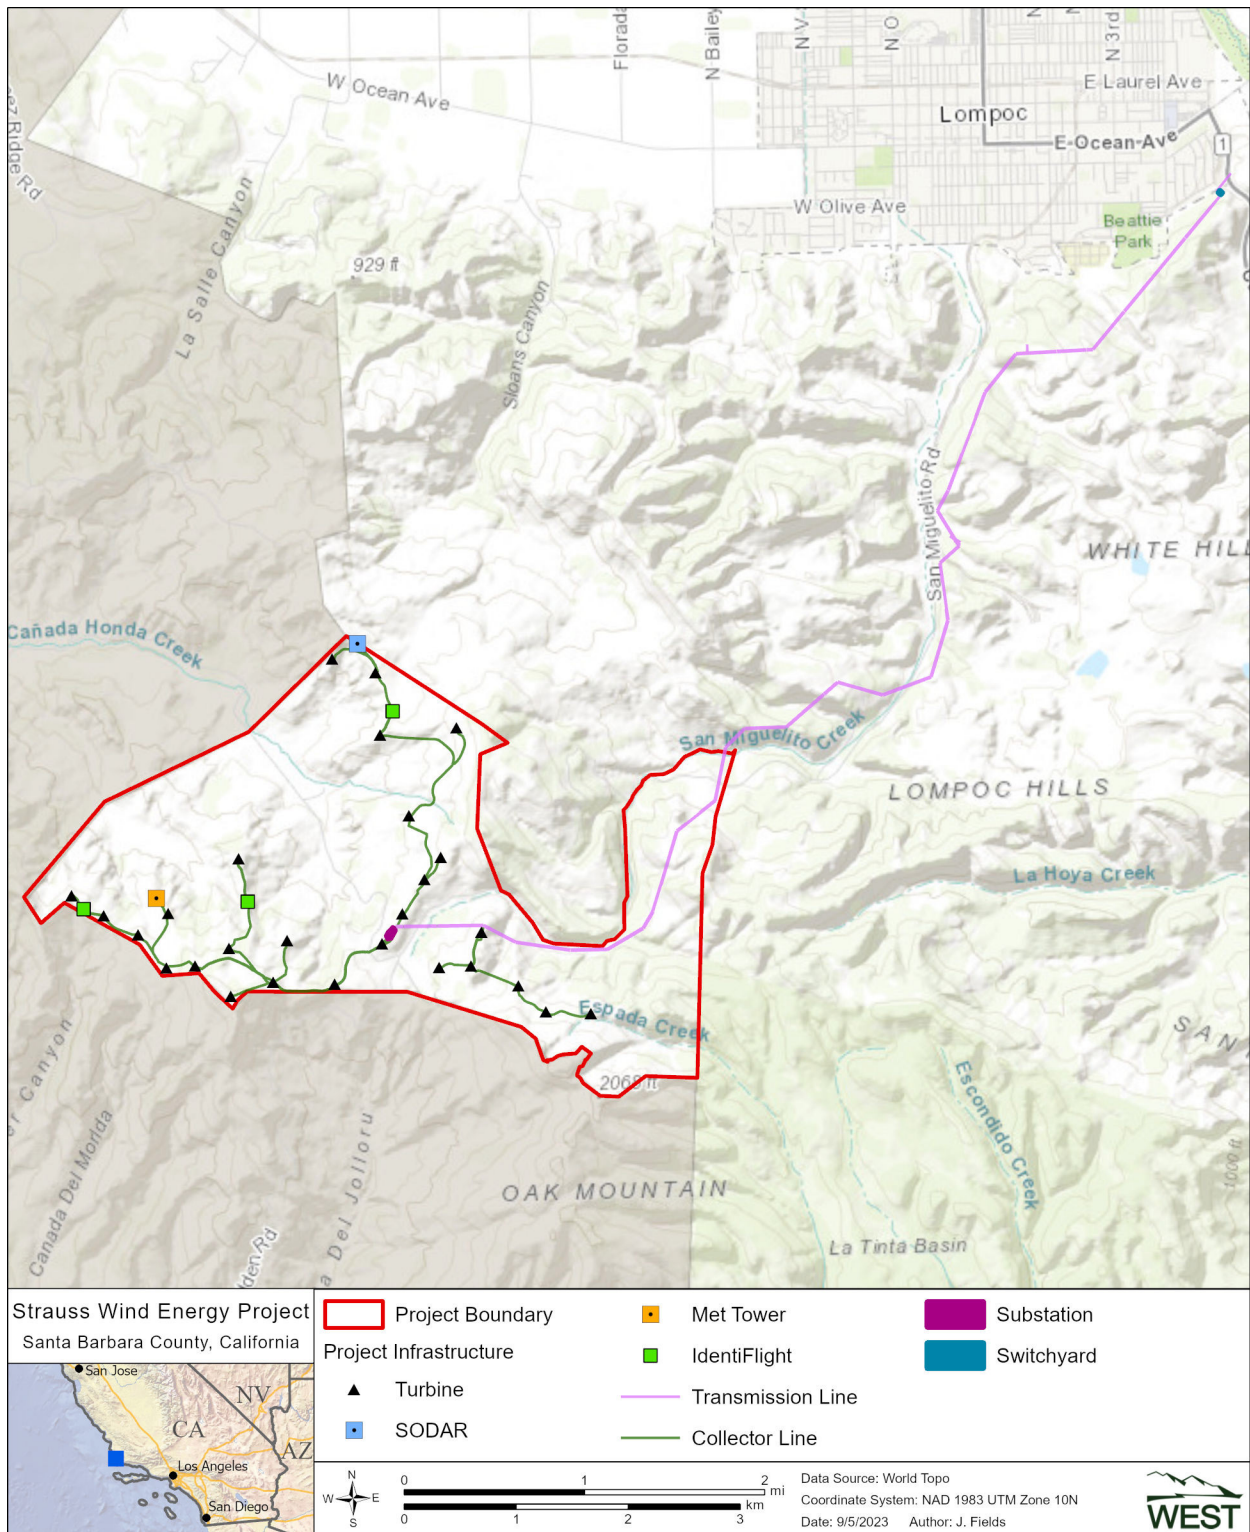 Florada
N Bailey
N V
N O
N 3rd
W Ocean Ave
E Laurel Ave
Lompoc
E Ocean Ave
1
Ridge Rd
La Salle Canyon
W Olive Ave
Beattie
Park
929 ft
Sloans Canyon
San Miguelito Rd
WHITE HILL
Cañada Honda Creek
San Miguelito Creek
LOMPOC HILLS
La Hoya Creek
Espada Creek
SAN
2068 ft
Escondido Creek
Canyon
Canada Del Morida
Del Jolloru
1000 ft
OAK MOUNTAIN
La Tinta Basin
lden Rd
Strauss Wind Energy Project
Santa Barbara County, California
San Jose
NV
CA
AZ
Los Angeles
San Diego
Project Boundary
Project Infrastructure
Turbine
SODAR
Met Tower
IdentiFlight
Transmission Line
Collector Line
Substation
Switchyard
N
W E
S
0 1 2
mi
km
0 1 2 3
Data Source: World Topo
Coordinate System: NAD 1983 UTM Zone 10N
Date: 9/5/2023 Author: J. Fields
WEST